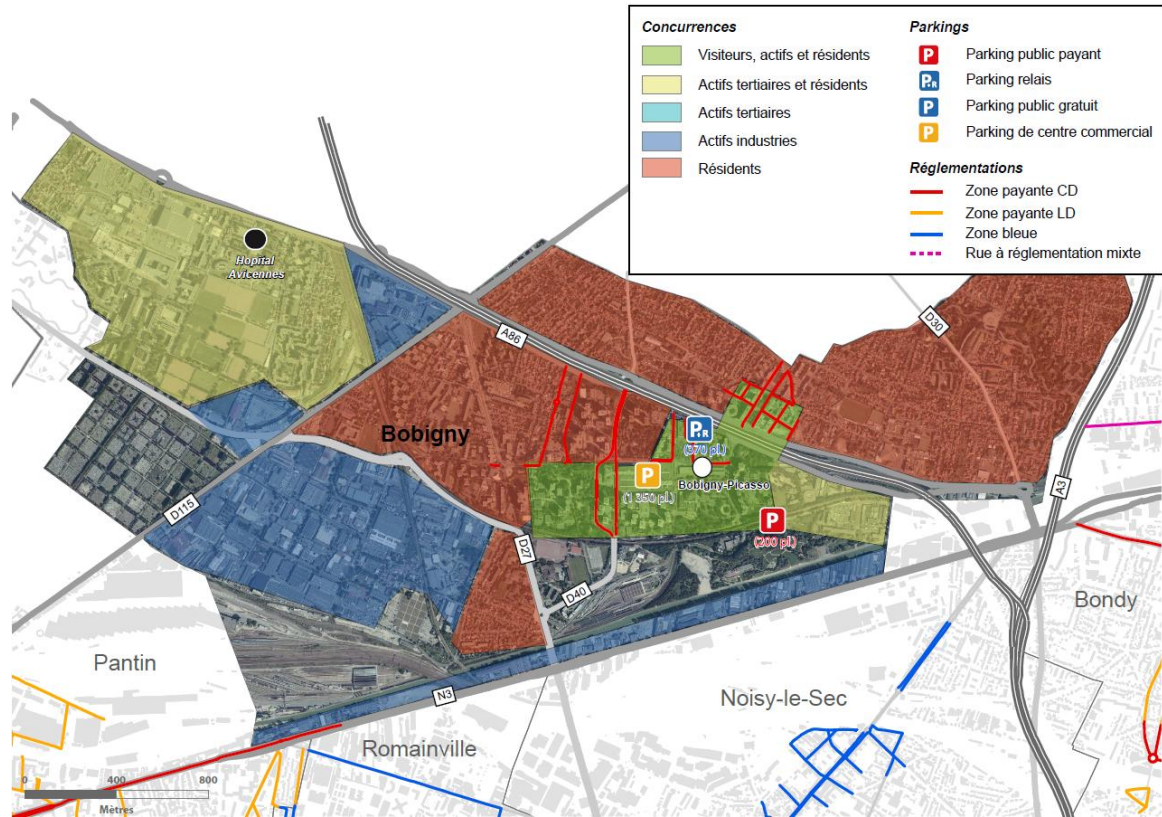 Concurrences
Visiteurs, actifs et résidents
Actifs tertiaires et résidents
Actifs tertiaires
Actifs industries
Résidents
Parkings
P Parking public payant
P+R Parking relais
P Parking public gratuit
P Parking de centre commercial
Réglementations
Zone payante CD
Zone payante LD
Zone bleue
Rue à réglementation mixte
Hôpital
Avicennes
A86
D30
Bobigny
P+R
(370 pl.)
P
(1 350 pl.)
Bobigny-Picasso
P
(200 pl.)
A3
D115
D27
D40
Bondy
Pantin
N3
Noisy-le-Sec
Romainville
0 400 800
Mètres